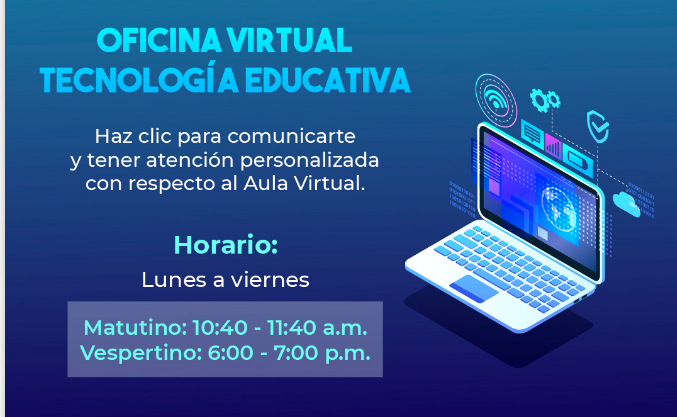 OFICINA VIRTUAL
TECNOLOGÍA EDUCATIVA
Haz clic para comunicarte
y tener atención personalizada
con respecto al Aula Virtual.
Horario:
Lunes a viernes
Matutino: 10:40 - 11:40 a.m.
Vespertino: 6:00 - 7:00 p.m.